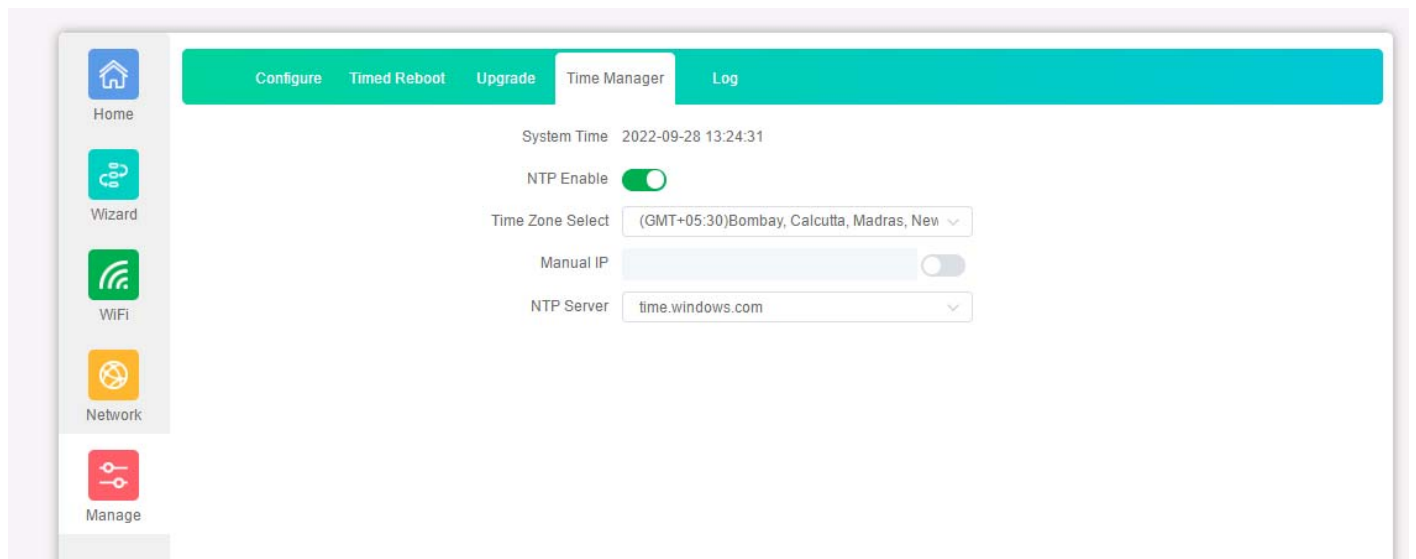 Home
Wizard
WiFi
Network
Manage
Configure Timed Reboot Upgrade Time Manager Log
System Time 2022-09-28 13:24:31
NTP Enable
Time Zone Select (GMT+05:30)Bombay, Calcutta, Madras, New
Manual IP
NTP Server time.windows.com